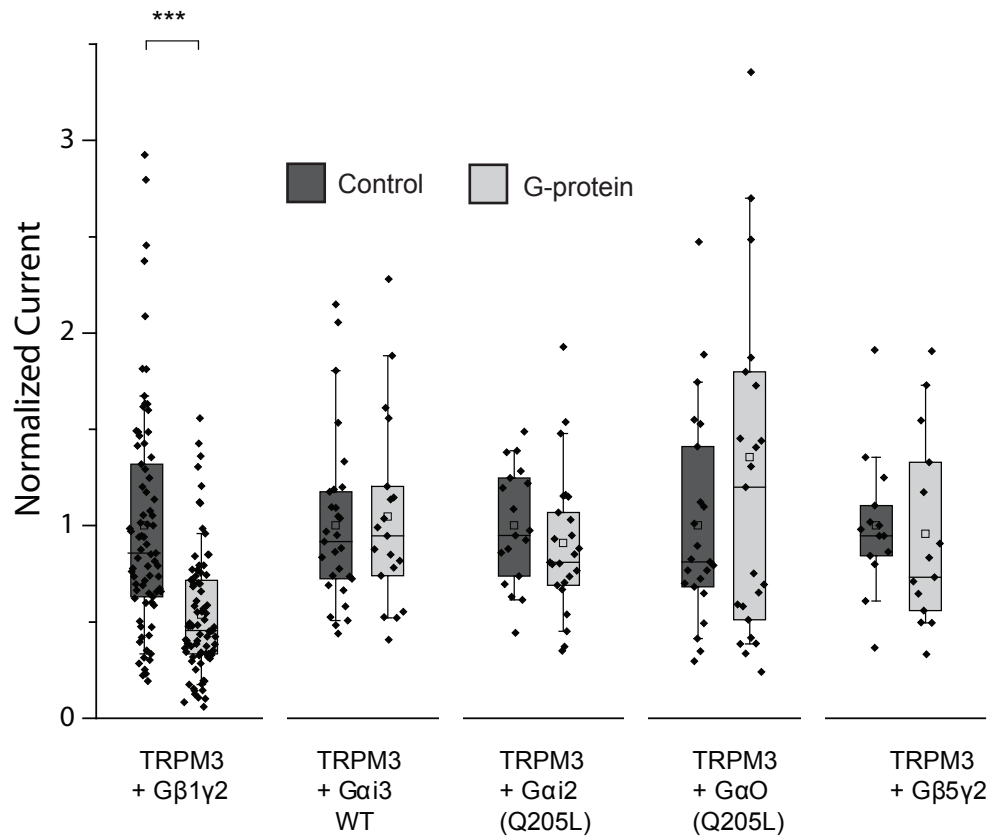 ***
3
2
1
0
Normalized Current
Control
G-protein
TRPM3
+ Gβ1γ2
TRPM3
+ Gαi3
WT
TRPM3
+ Gαi2
(Q205L)
TRPM3
+ GαO
(Q205L)
TRPM3
+ Gβ5γ2